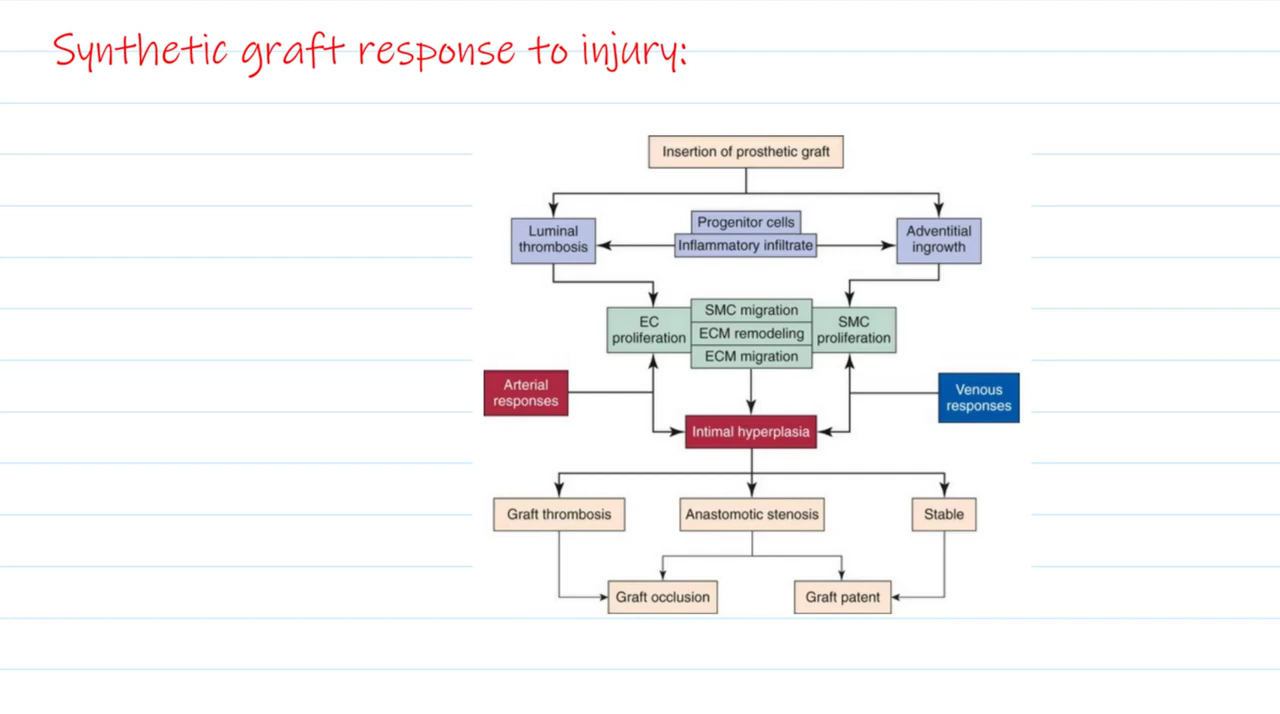 Synthetic graft response to injury:
Insertion of prosthetic graft
Luminal
thrombosis
Progenitor cells
Inflammatory infiltrate
Adventitial
ingrowth
EC
proliferation
SMC migration
ECM remodeling
ECM migration
SMC
proliferation
Arterial
responses
Venous
responses
Intimal hyperplasia
Graft thrombosis
Anastomotic stenosis
Stable
Graft occlusion
Graft patent